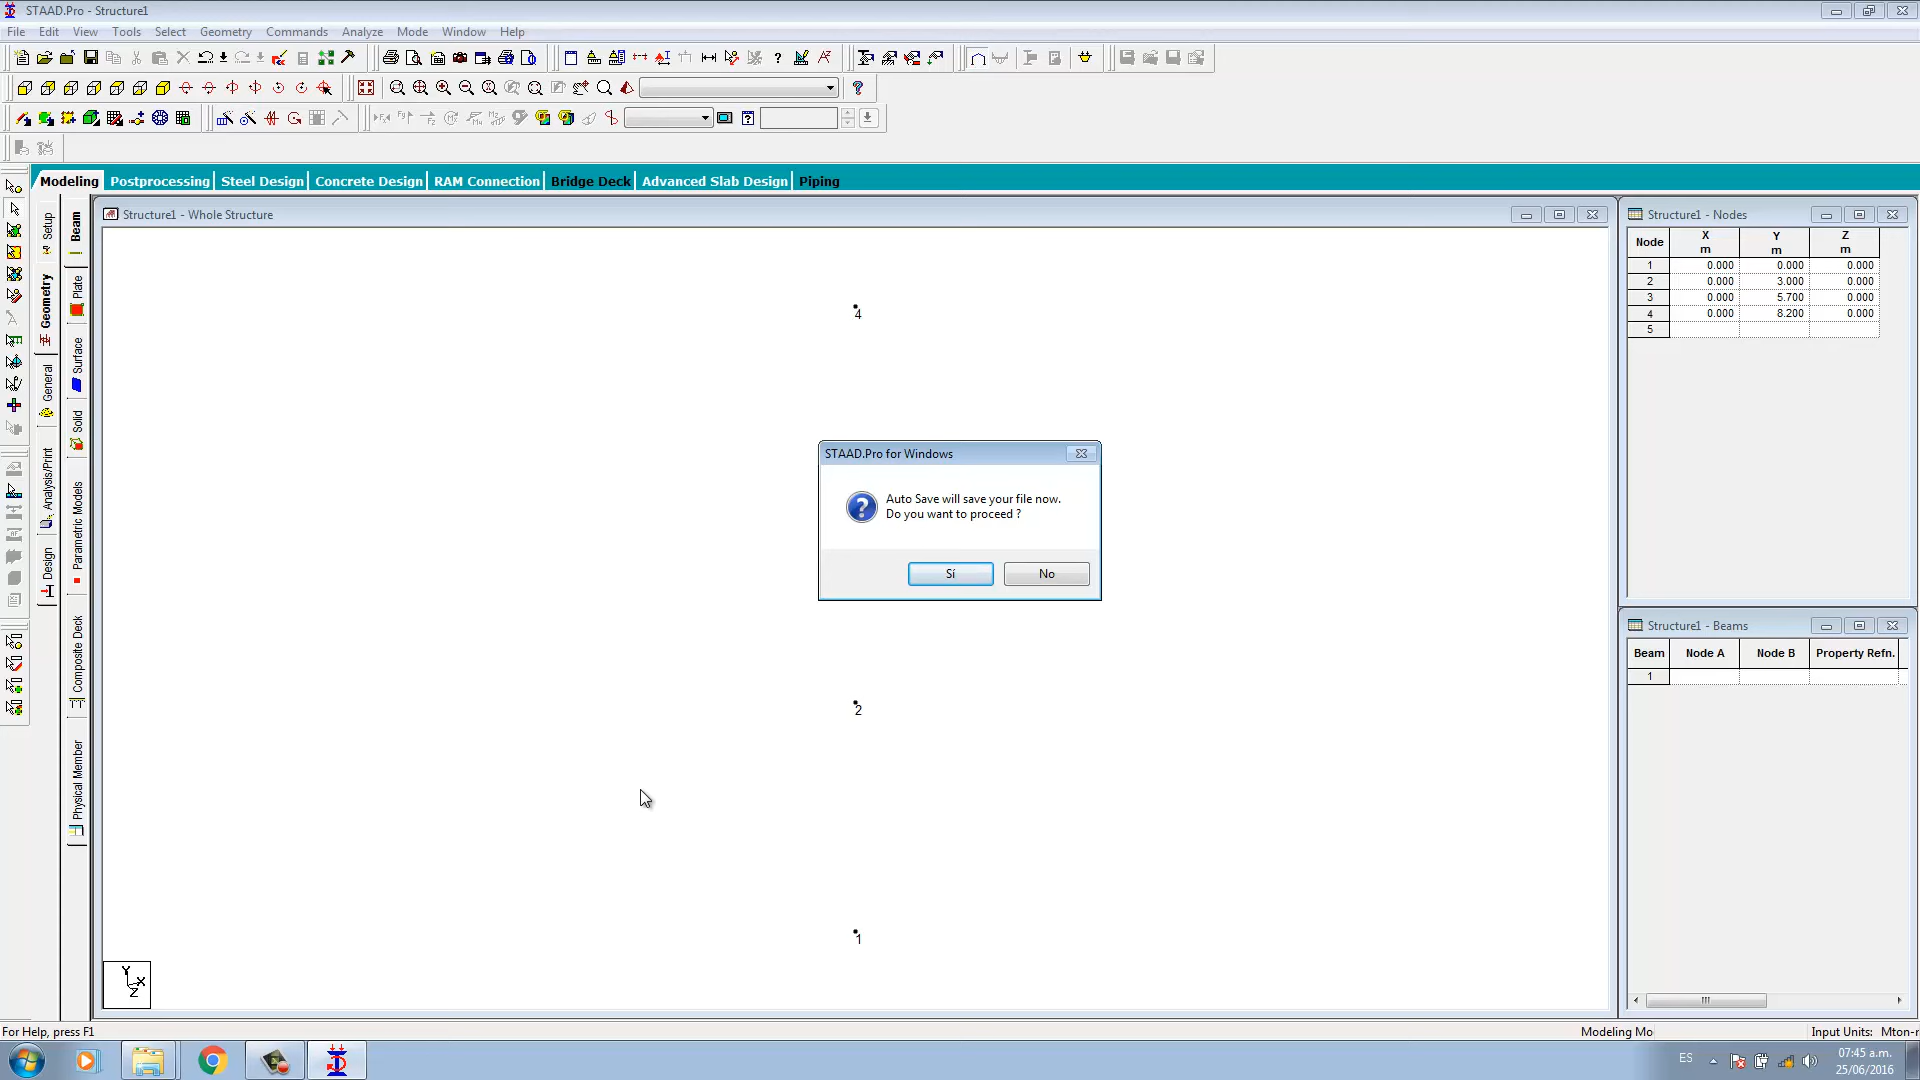 STAAD.Pro - Structure1
File Edit View Tools Select Geometry Commands Analyze Mode Window Help
Modeling Postprocessing Steel Design Concrete Design RAM Connection Bridge Deck Advanced Slab Design Piping
Setup
Geometry
General
Analysis/Print
Design
Beam
Plate
Surface
Solid
Parametric Models
Composite Deck
Physical Member
Structure1 - Whole Structure
4
2
1
Y
X
Z
STAAD.Pro for Windows
Auto Save will save your file now.
Do you want to proceed ?
Sí No
Structure1 - Nodes
Node X m Y m Z m
1 0.000 0.000 0.000
2 0.000 3.000 0.000
3 0.000 5.700 0.000
4 0.000 8.200 0.000
5
Structure1 - Beams
Beam Node A Node B Property Refn.
1
For Help, press F1
Modeling Mo Input Units: Mton-
ES
07:45 a.m.
25/06/2016